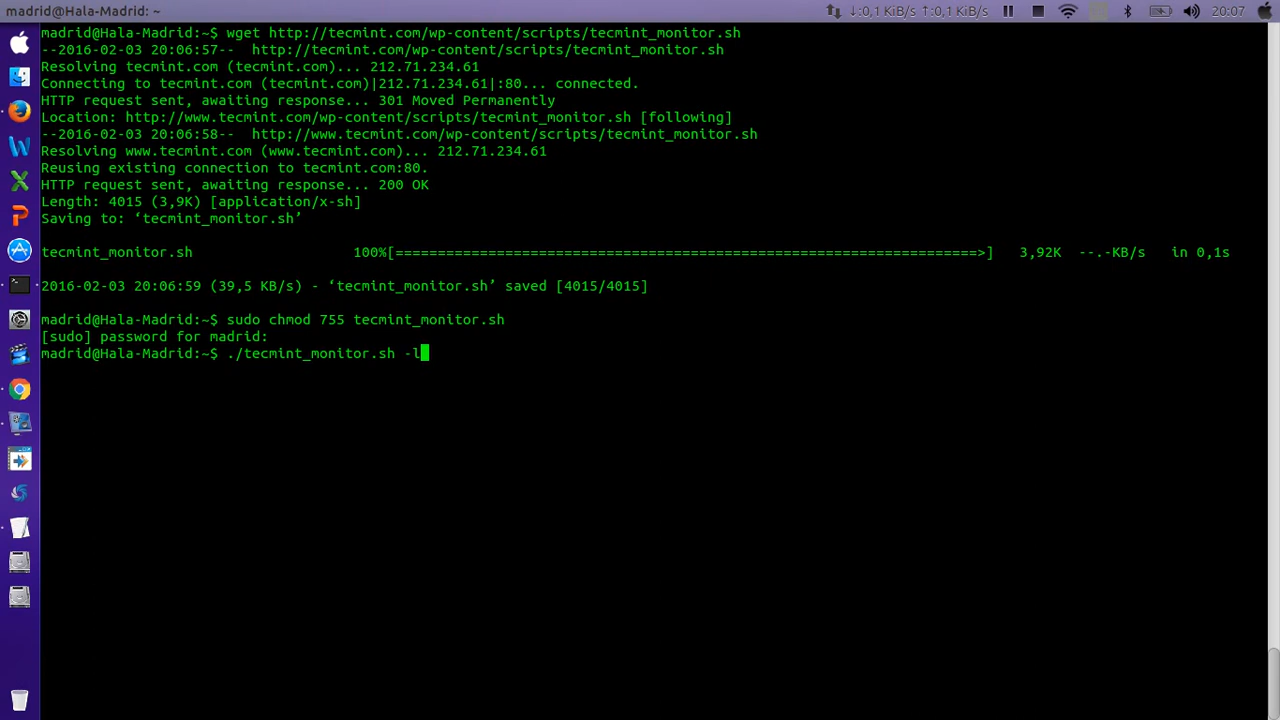 madrid@Hala-Madrid: ~ ↓:0,1 KiB/s ↑:0,1 KiB/s 20:07
madrid@Hala-Madrid:~$ wget http://tecmint.com/wp-content/scripts/tecmint_monitor.sh
--2016-02-03 20:06:57--  http://tecmint.com/wp-content/scripts/tecmint_monitor.sh
Resolving tecmint.com (tecmint.com)... 212.71.234.61
Connecting to tecmint.com (tecmint.com)|212.71.234.61|:80... connected.
HTTP request sent, awaiting response... 301 Moved Permanently
Location: http://www.tecmint.com/wp-content/scripts/tecmint_monitor.sh [following]
--2016-02-03 20:06:58--  http://www.tecmint.com/wp-content/scripts/tecmint_monitor.sh
Resolving www.tecmint.com (www.tecmint.com)... 212.71.234.61
Reusing existing connection to tecmint.com:80.
HTTP request sent, awaiting response... 200 OK
Length: 4015 (3,9K) [application/x-sh]
Saving to: ‘tecmint_monitor.sh’
tecmint_monitor.sh 100%[=====================================================================>] 3,92K --.-KB/s in 0,1s
2016-02-03 20:06:59 (39,5 KB/s) - ‘tecmint_monitor.sh’ saved [4015/4015]
madrid@Hala-Madrid:~$ sudo chmod 755 tecmint_monitor.sh
[sudo] password for madrid:
madrid@Hala-Madrid:~$ ./tecmint_monitor.sh -l